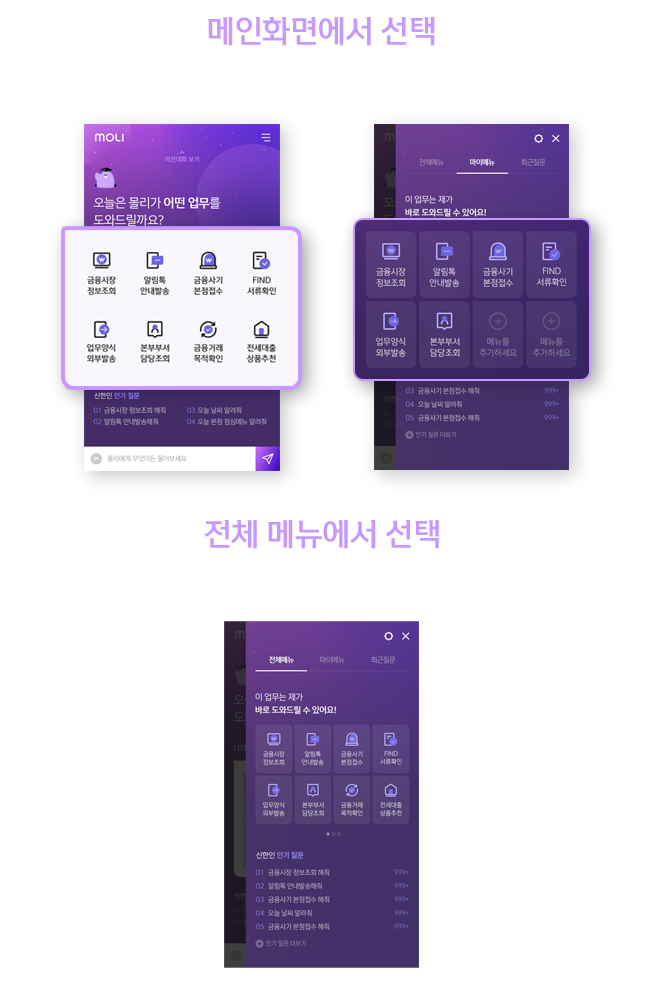 메인화면에서 선택
MOLI
이전대화 보기
오늘은 몰리가 어떤 업무를
도와드릴까요?
금융시장
정보조회
알림톡
안내발송
금융사기
본점접수
FIND
서류확인
업무양식
외부발송
본부부서
담당조회
금융거래
목적확인
전세대출
상품추천
신한인 인기 질문
01 금융시장 정보조회 해줘
03 오늘 날씨 알려줘
02 알림톡 안내발송해줘
04 오늘 본점 점심메뉴 알려줘
몰리에게 무엇이든 물어보세요
전체메뉴
마이메뉴
최근질문
이 업무는 제가
바로 도와드릴 수 있어요!
금융시장
정보조회
알림톡
안내발송
금융사기
본점접수
FIND
서류확인
업무양식
외부발송
본부부서
담당조회
메뉴를
추가하세요
메뉴를
추가하세요
03 금융사기 본점접수 해줘 999+
04 오늘 날씨 알려줘 999+
05 금융사기 본점접수 해줘 999+
인기 질문 더보기
전체 메뉴에서 선택
전체메뉴
마이메뉴
최근질문
이 업무는 제가
바로 도와드릴 수 있어요!
금융시장
정보조회
알림톡
안내발송
금융사기
본점접수
FIND
서류확인
업무양식
외부발송
본부부서
담당조회
금융거래
목적확인
전세대출
상품추천
신한인 인기 질문
01 금융시장 정보조회 해줘 999+
02 알림톡 안내발송해줘
03 금융사기 본점접수 해줘 999+
04 오늘 날씨 알려줘 999+
05 금융사기 본점접수 해줘 999+
인기 질문 더보기